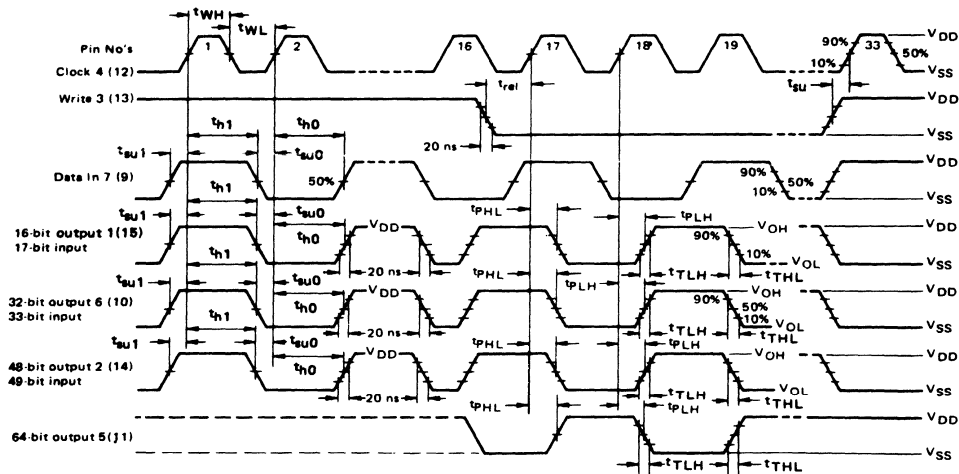 tWH
tWL
Pin No's
Clock 4 (12)
1 2 16 17 18 19 33
90% 50% 10%
VDD
VSS
trel
tsu
Write 3 (13)
VDD
VSS
20 ns
th1 th0
tsu1 tsu0
Data In 7 (9)
50% 90% 50% 10%
VDD
VSS
th1
tPHL tPLH
tsu1 tsu0
16-bit output 1 (15)
17-bit input
th0
VDD
90% 10%
VOH
VOL
VDD
VSS
20 ns
tTLH tTHL
th1
tPHL tPLH
tsu1 tsu0
32-bit output 6 (10)
33-bit input
th0
VDD
90% 50% 10%
VOH
VOL
VDD
VSS
20 ns
tTLH tTHL
th1
tPHL tPLH
tsu1 tsu0
48-bit output 2 (14)
49-bit input
th0
VDD
VOH
VOL
VDD
VSS
20 ns
tTLH tTHL
tPHL tPLH
64-bit output 5 (11)
VDD
VSS
tTLH tTHL